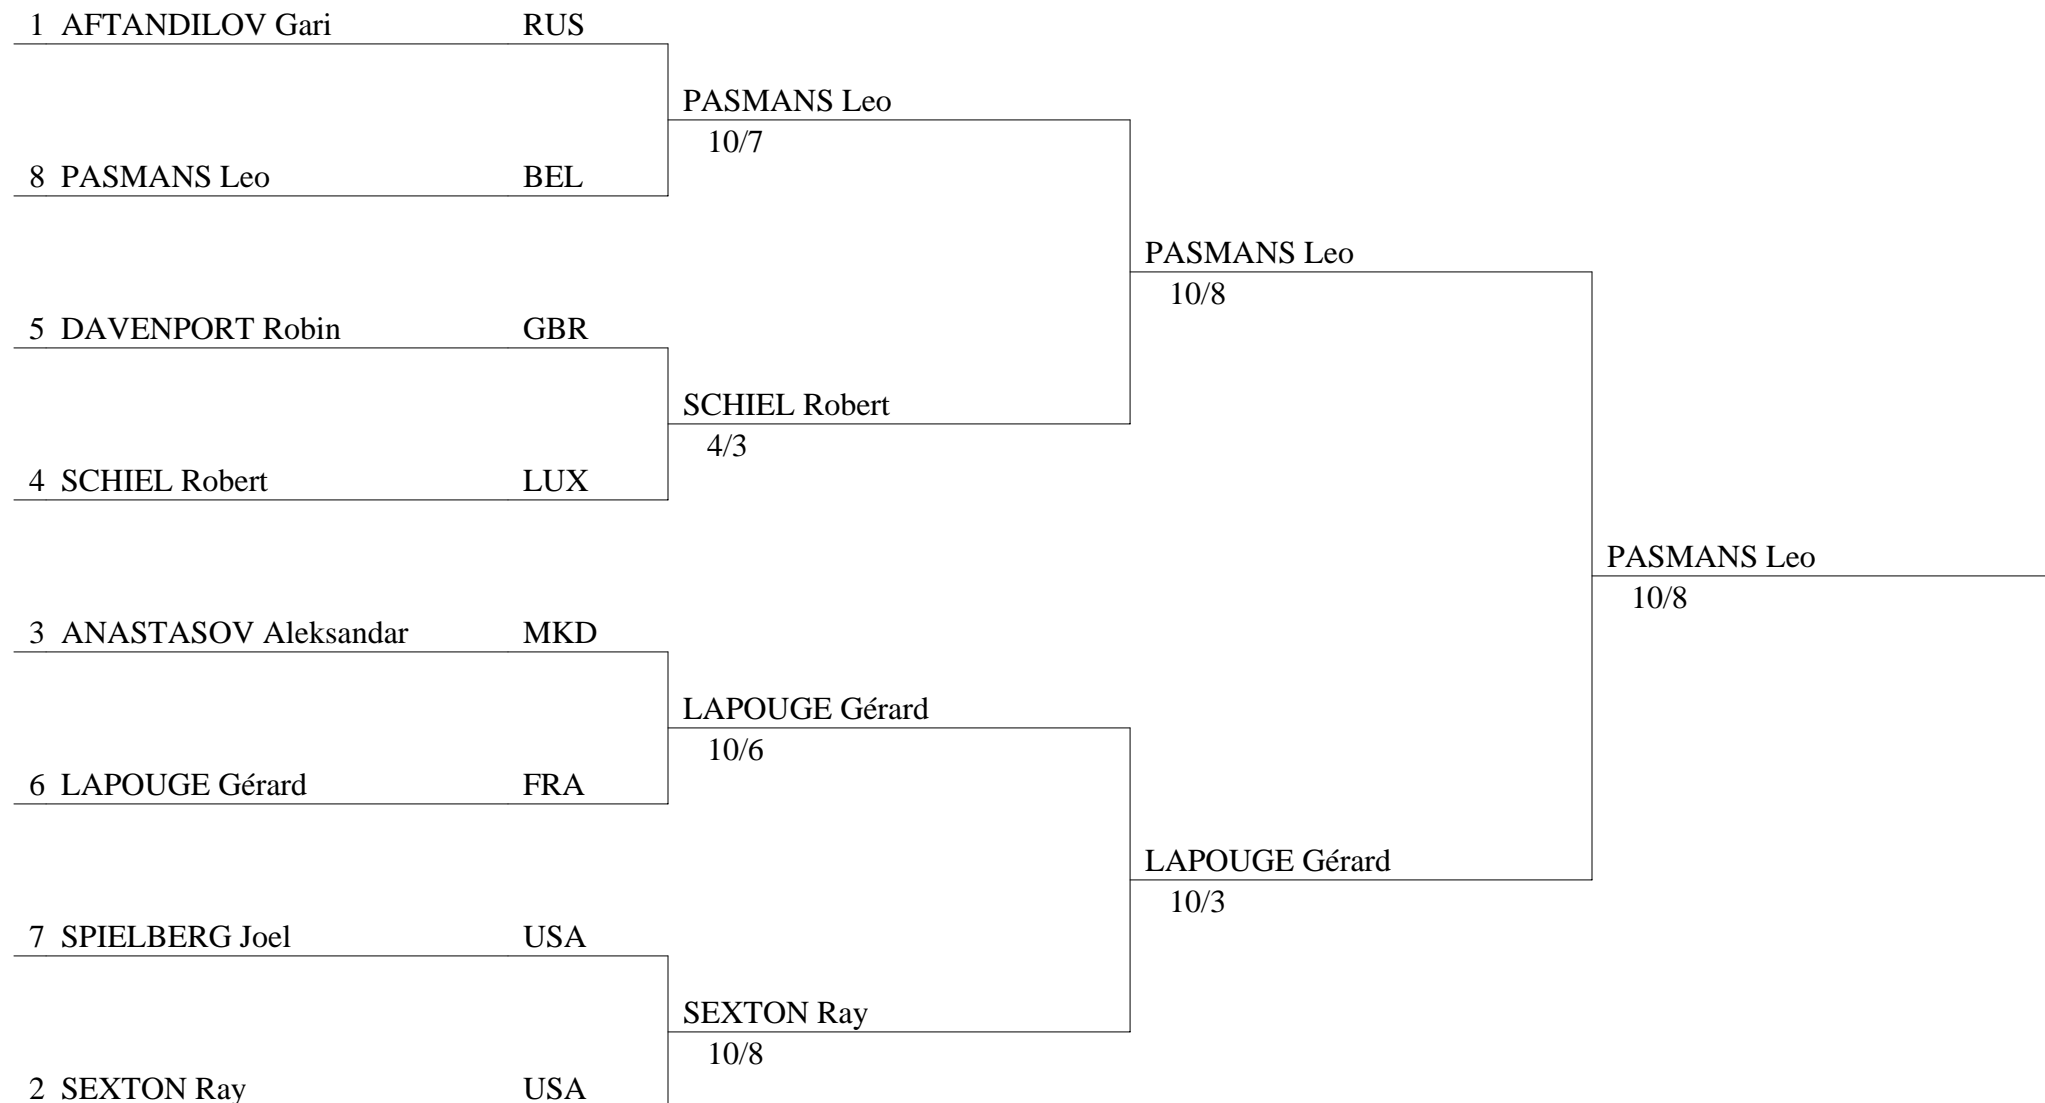 1 AFTANDILOV Gari RUS
PASMANS Leo
10/7
8 PASMANS Leo BEL
PASMANS Leo
10/8
5 DAVENPORT Robin GBR
SCHIEL Robert
4/3
4 SCHIEL Robert LUX
PASMANS Leo
10/8
3 ANASTASOV Aleksandar MKD
LAPOUGE Gérard
10/6
6 LAPOUGE Gérard FRA
LAPOUGE Gérard
10/3
7 SPIELBERG Joel USA
SEXTON Ray
10/8
2 SEXTON Ray USA